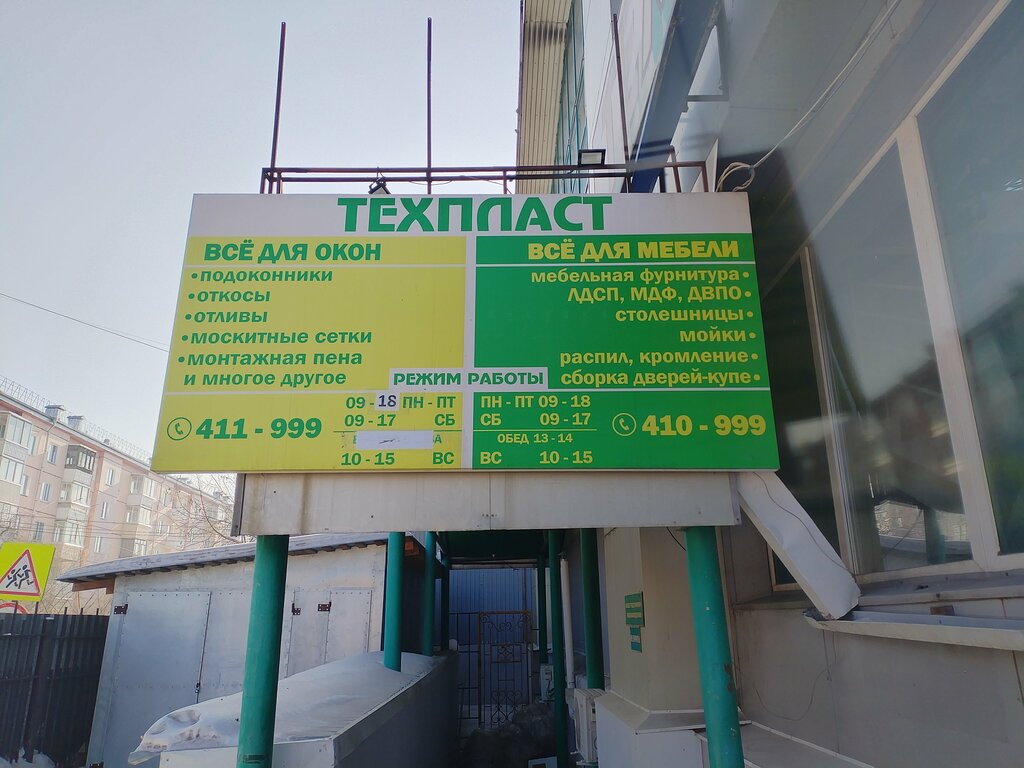 ТЕХПЛАСТ
ВСЁ ДЛЯ ОКОН
•подоконники
•откосы
•отливы
•москитные сетки
•монтажная пена
и многое другое
ВСЁ ДЛЯ МЕБЕЛИ
мебельная фурнитура•
ЛДСП, МДФ, ДВПО•
столешницы•
мойки•
распил, кромление•
сборка дверей-купе•
РЕЖИМ РАБОТЫ
411 - 999
09 - 18 ПН - ПТ
09 - 17 СБ
10 - 15 ВС
ПН - ПТ 09 - 18
СБ 09 - 17
ОБЕД 13 - 14
ВС 10 - 15
410 - 999